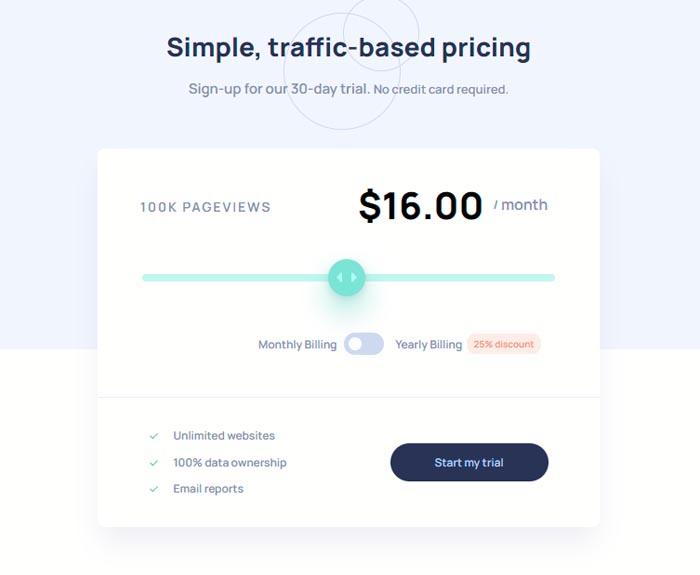 Simple, traffic-based pricing
Sign-up for our 30-day trial. No credit card required.
100K PAGEVIEWS
$16.00 / month
Monthly Billing
Yearly Billing
25% discount
Unlimited websites
100% data ownership
Email reports
Start my trial